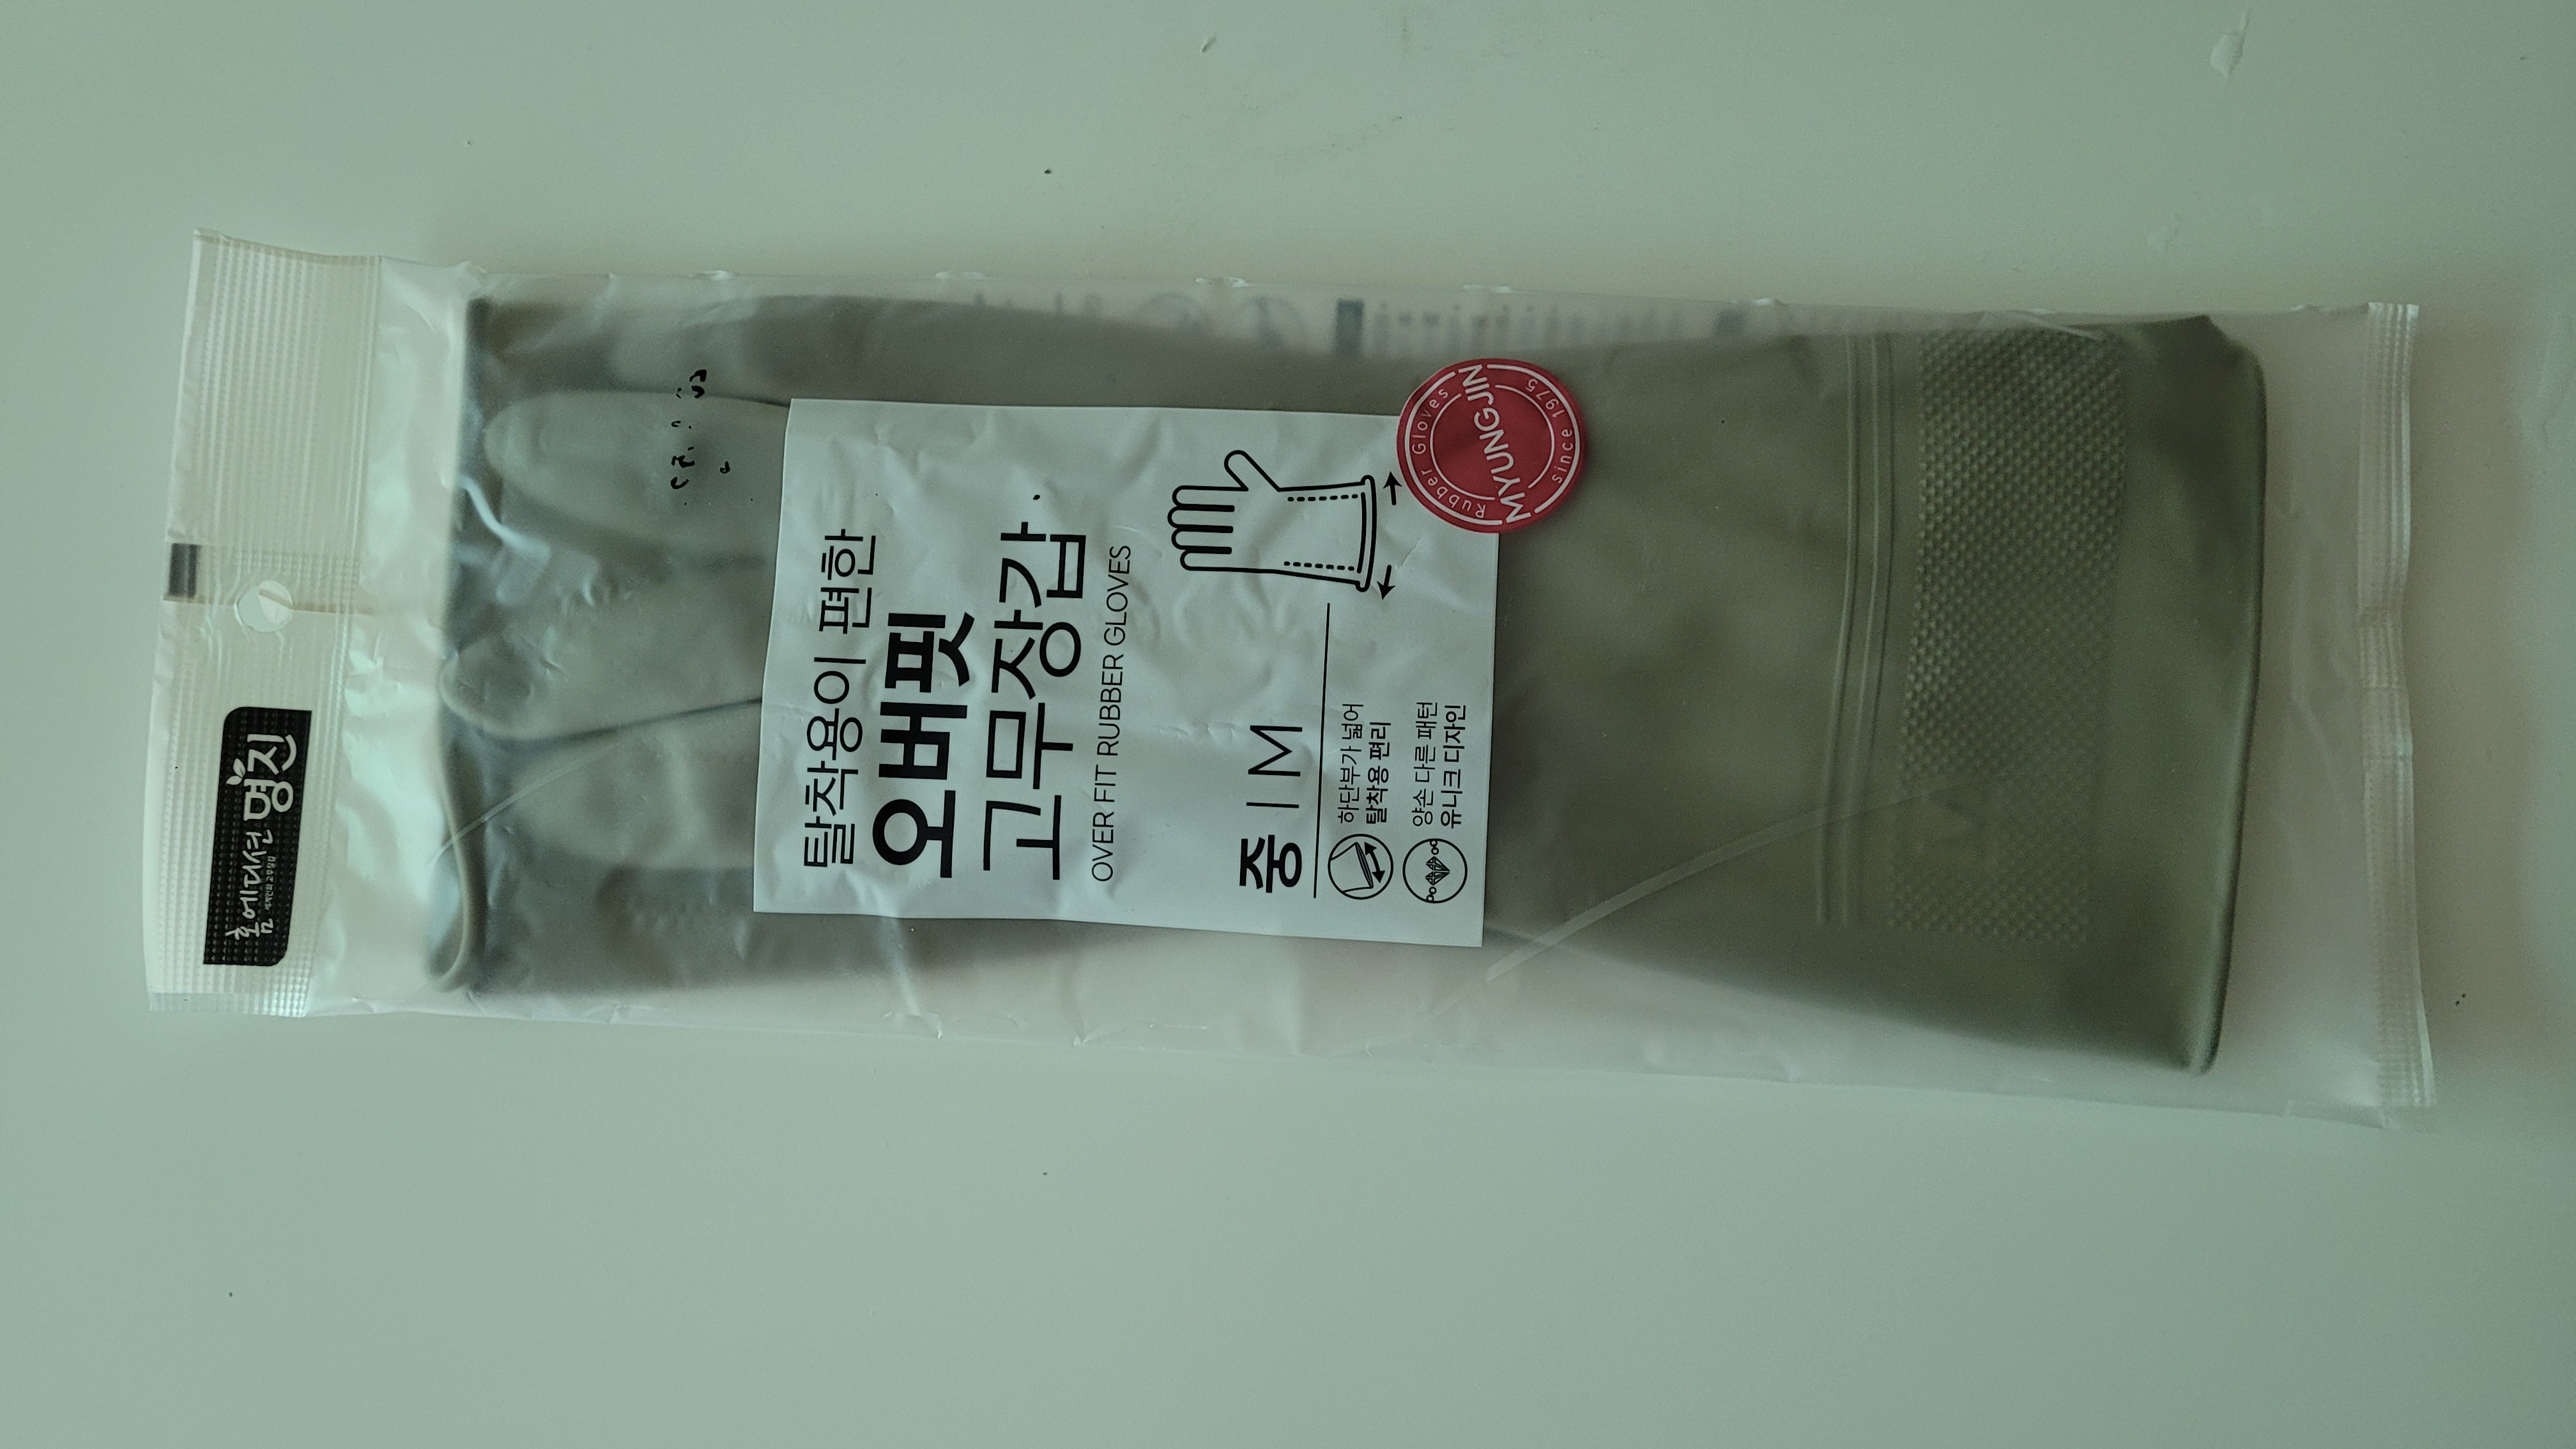 홈에디션 명진
탈착용이 편한
오버핏
고무장갑
OVER FIT RUBBER GLOVES
중 | M
하단부가 넓어
탈착용 편리
양손 다른 패턴
유니크 디자인
Rubber Gloves
MYUNGJIN
since 1975